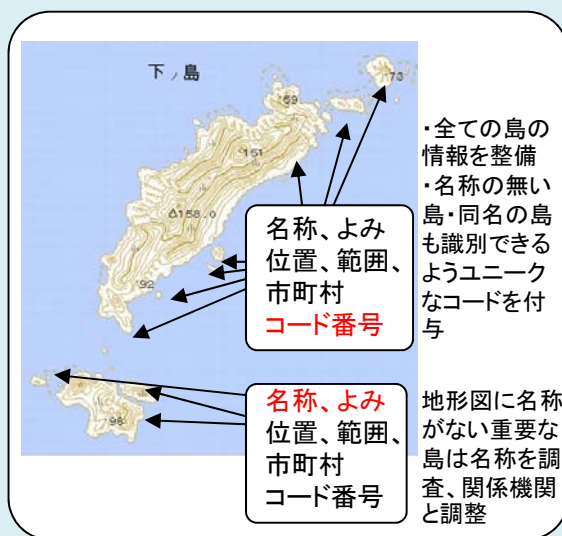 下ノ島
73
69
151
△158.0
92
98
名称、よみ
位置、範囲、
市町村
コード番号
・全ての島の
情報を整備
・名称の無い
島・同名の島
も識別できる
ようユニーク
なコードを付
与
名称、よみ
位置、範囲、
市町村
コード番号
地形図に名称
がない重要な
島は名称を調
査、関係機関
と調整